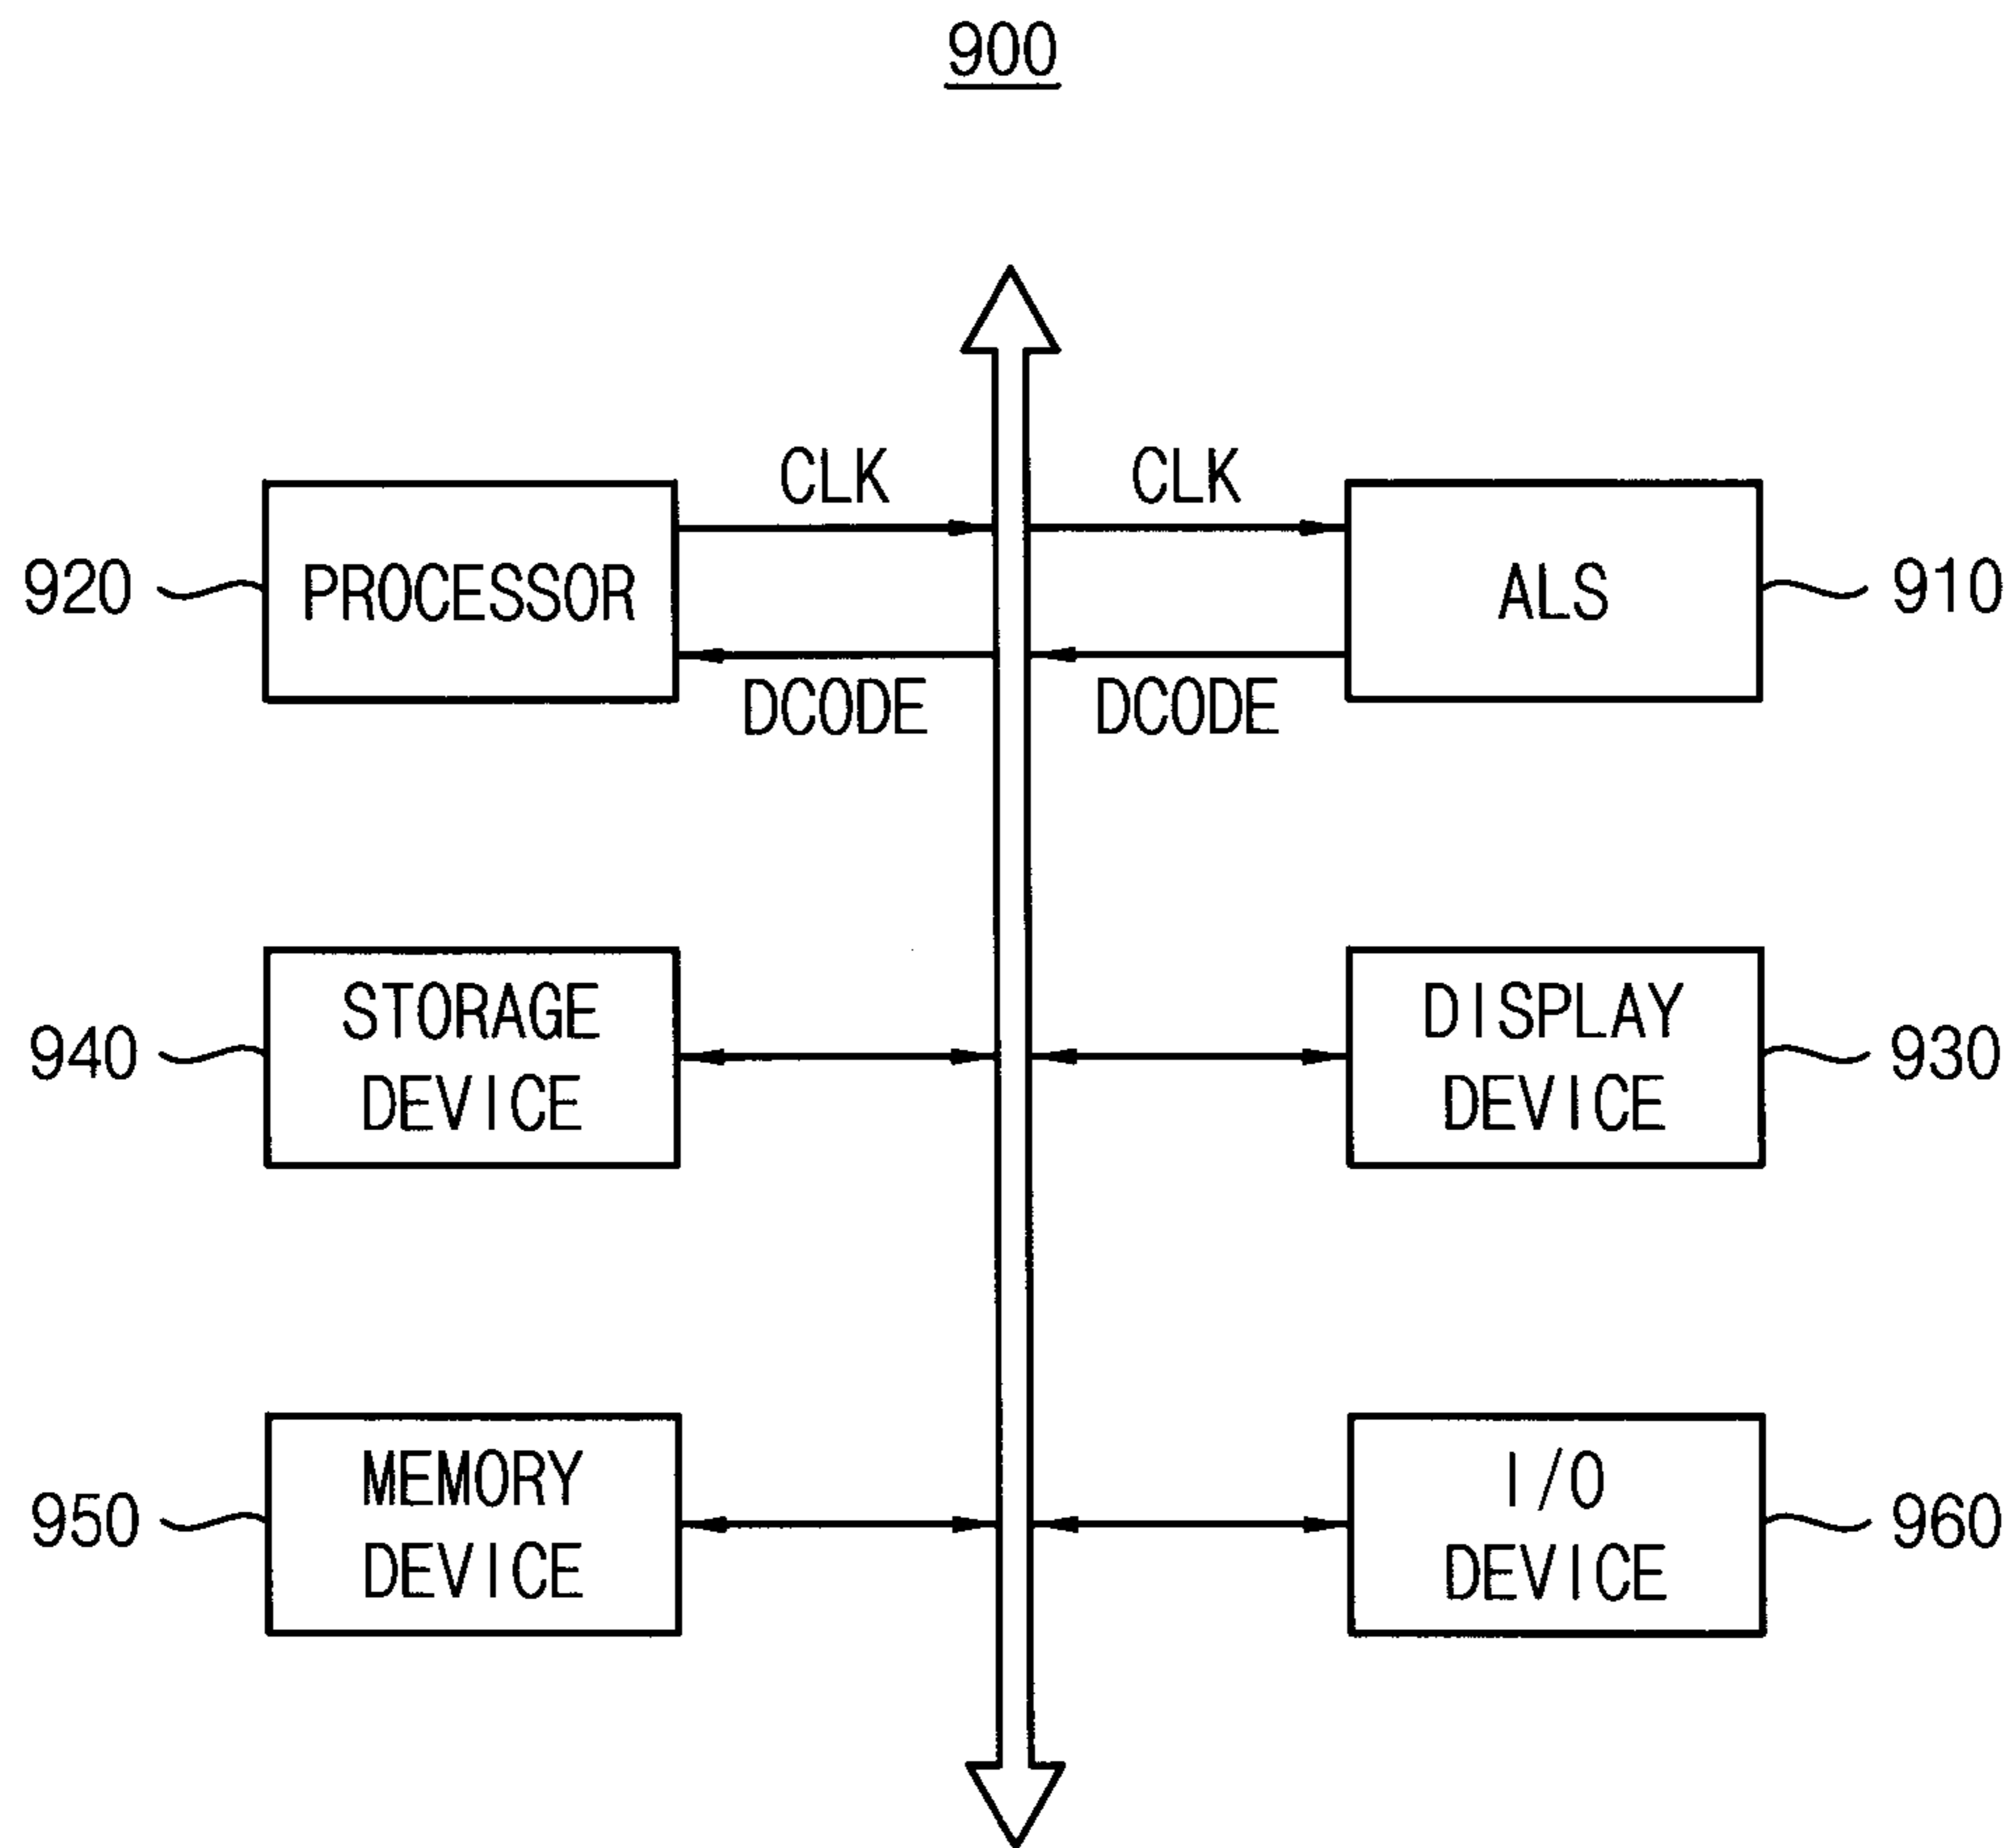 900
CLK CLK
920 PROCESSOR ALS 910
DCODE DCODE
940 STORAGE DEVICE DISPLAY DEVICE 930
950 MEMORY DEVICE I/O DEVICE 960